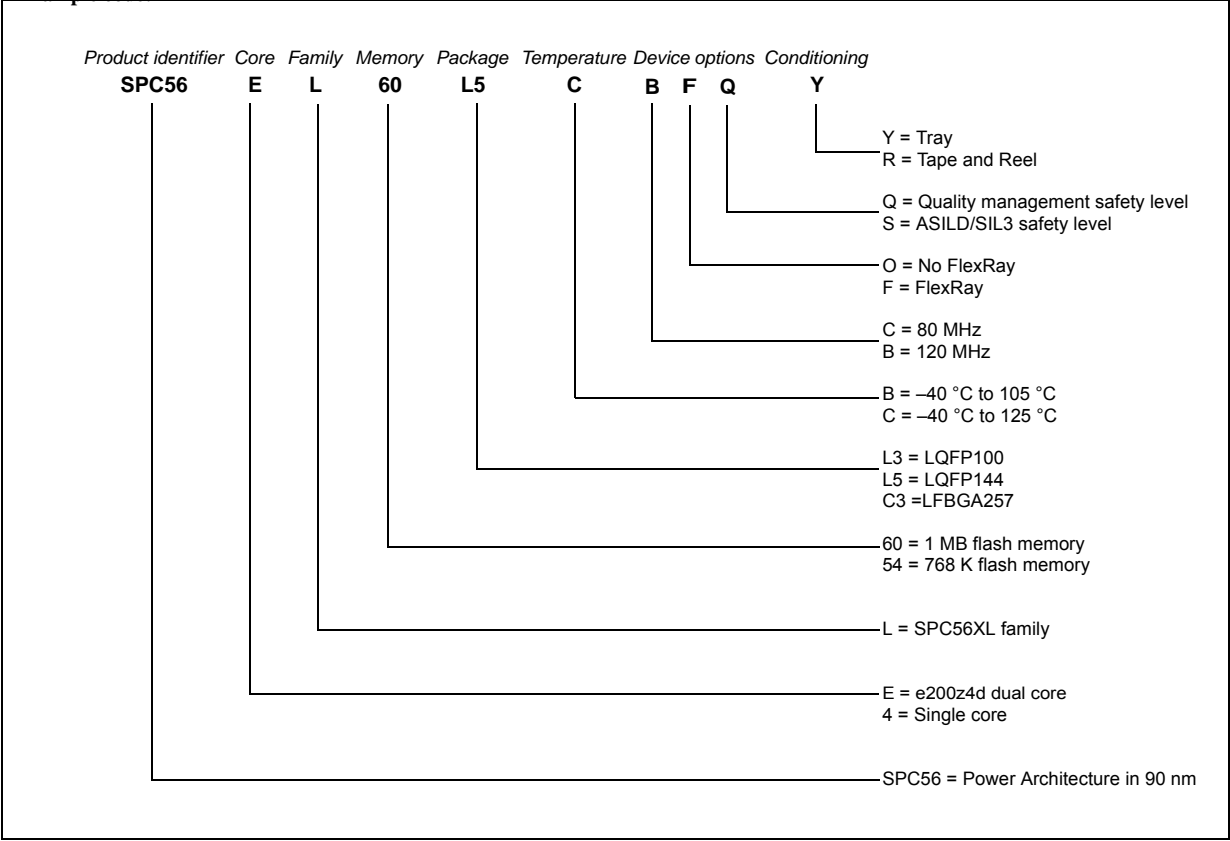 Product identifier Core Family Memory Package Temperature Device options Conditioning
SPC56 E L 60 L5 C B F Q Y
Y = Tray
R = Tape and Reel
Q = Quality management safety level
S = ASILD/SIL3 safety level
O = No FlexRay
F = FlexRay
C = 80 MHz
B = 120 MHz
B = –40 °C to 105 °C
C = –40 °C to 125 °C
L3 = LQFP100
L5 = LQFP144
C3 =LFBGA257
60 = 1 MB flash memory
54 = 768 K flash memory
L = SPC56XL family
E = e200z4d dual core
4 = Single core
SPC56 = Power Architecture in 90 nm